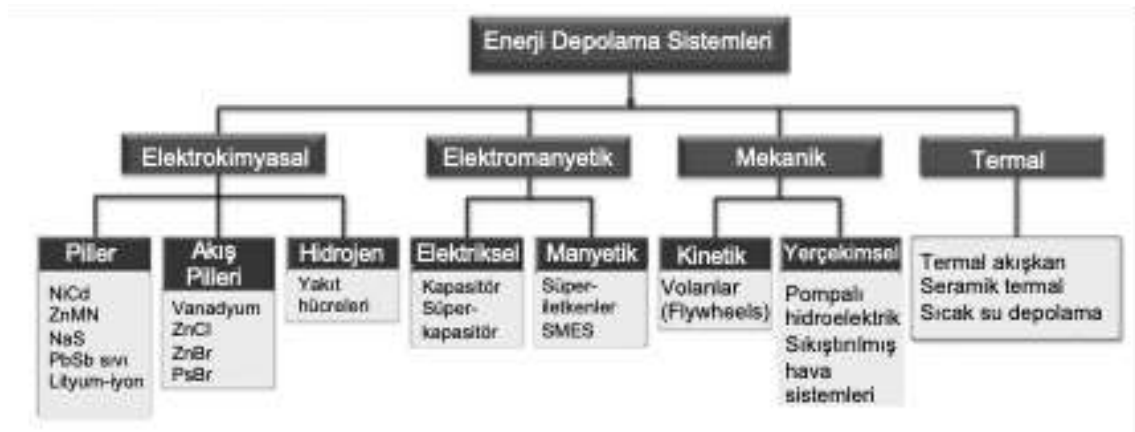 Enerji Depolama Sistemleri
Elektrokimyasal
Elektromanyetik
Mekanik
Termal
Piller
NiCd
ZnMN
NaS
PbSb sıvı
Lityum-iyon
Akış
Pilleri
Vanadyum
ZnCl
ZnBr
PsBr
Hidrojen
Yakıt
hücreleri
Elektriksel
Kapasitör
Süper-
kapasitör
Manyetik
Süper-
iletkenler
SMES
Kinetik
Volanlar
(Flywheels)
Yerçekimsel
Pompalı
hidroelektrik
Sıkıştırılmış
hava
sistemleri
Termal akışkan
Seramik termal
Sıcak su depolama